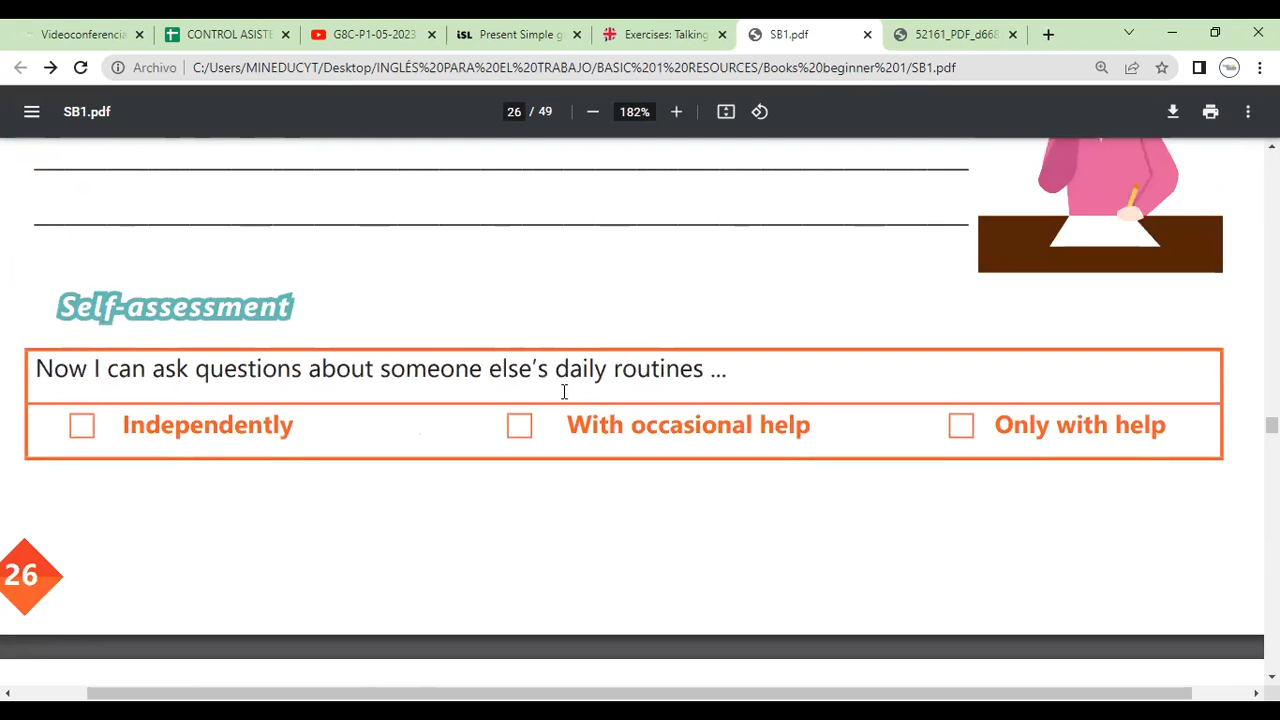 Videoconferencia
CONTROL ASISTE
G8C-P1-05-2023
iSL Present Simple g
Exercises: Talking
SB1.pdf
52161_PDF_d668
Archivo C:/Users/MINEDUCYT/Desktop/INGLÉS%20PARA%20EL%20TRABAJO/BASIC%201%20RESOURCES/Books%20beginner%201/SB1.pdf
SB1.pdf 26 / 49 182%
Self-assessment
Now I can ask questions about someone else's daily routines ...
Independently With occasional help Only with help
26